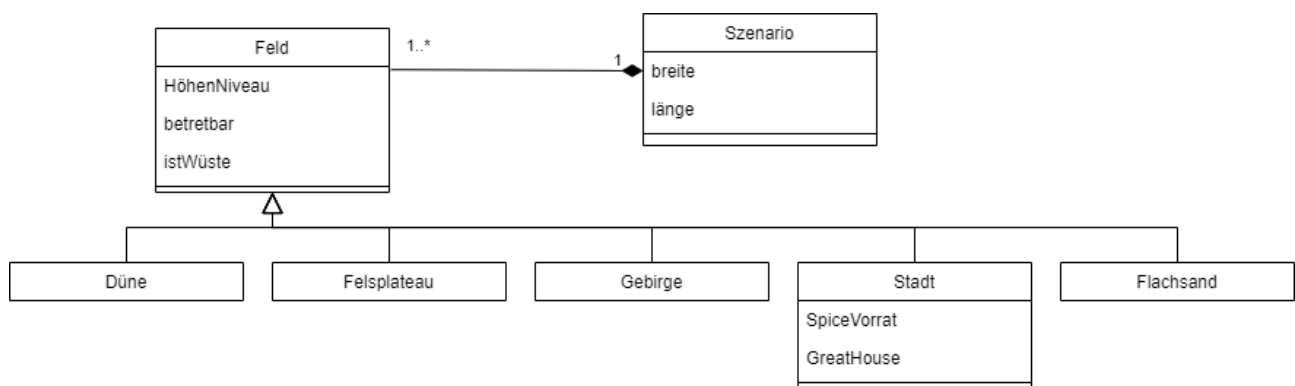 Feld
HöhenNiveau
betretbar
istWüste
1..*
1
Szenario
breite
länge
Düne
Felsplateau
Gebirge
Stadt
SpiceVorrat
GreatHouse
Flachsand